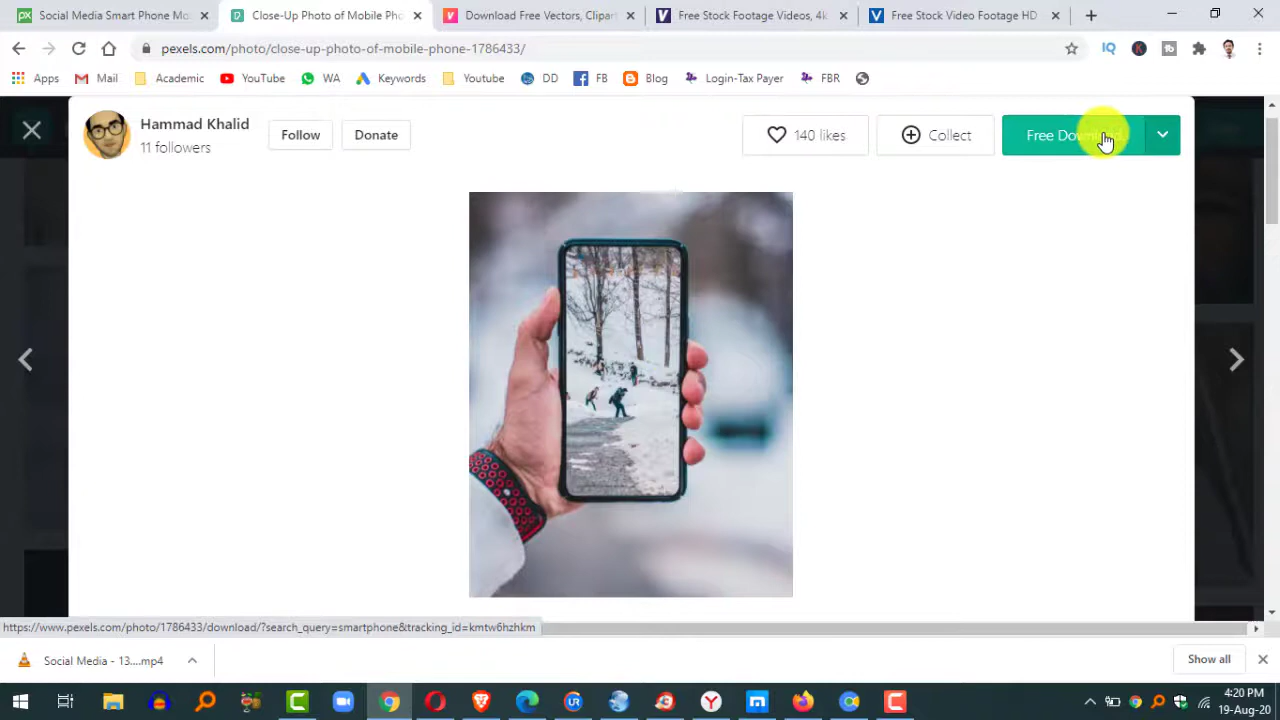 Social Media Smart Phone Mo
Close-Up Photo of Mobile Pho
Download Free Vectors, Clipart
Free Stock Footage Videos, 4k
Free Stock Video Footage HD
pexels.com/photo/close-up-photo-of-mobile-phone-1786433/
Apps Mail Academic YouTube WA Keywords Youtube DD FB Blog Login-Tax Payer FBR
Hammad Khalid
11 followers
Follow
Donate
140 likes
Collect
Free Download
https://www.pexels.com/photo/1786433/download/?search_query=smartphone&tracking_id=kmtw6hzhkm
Social Media - 13....mp4
Show all
4:20 PM
19-Aug-20